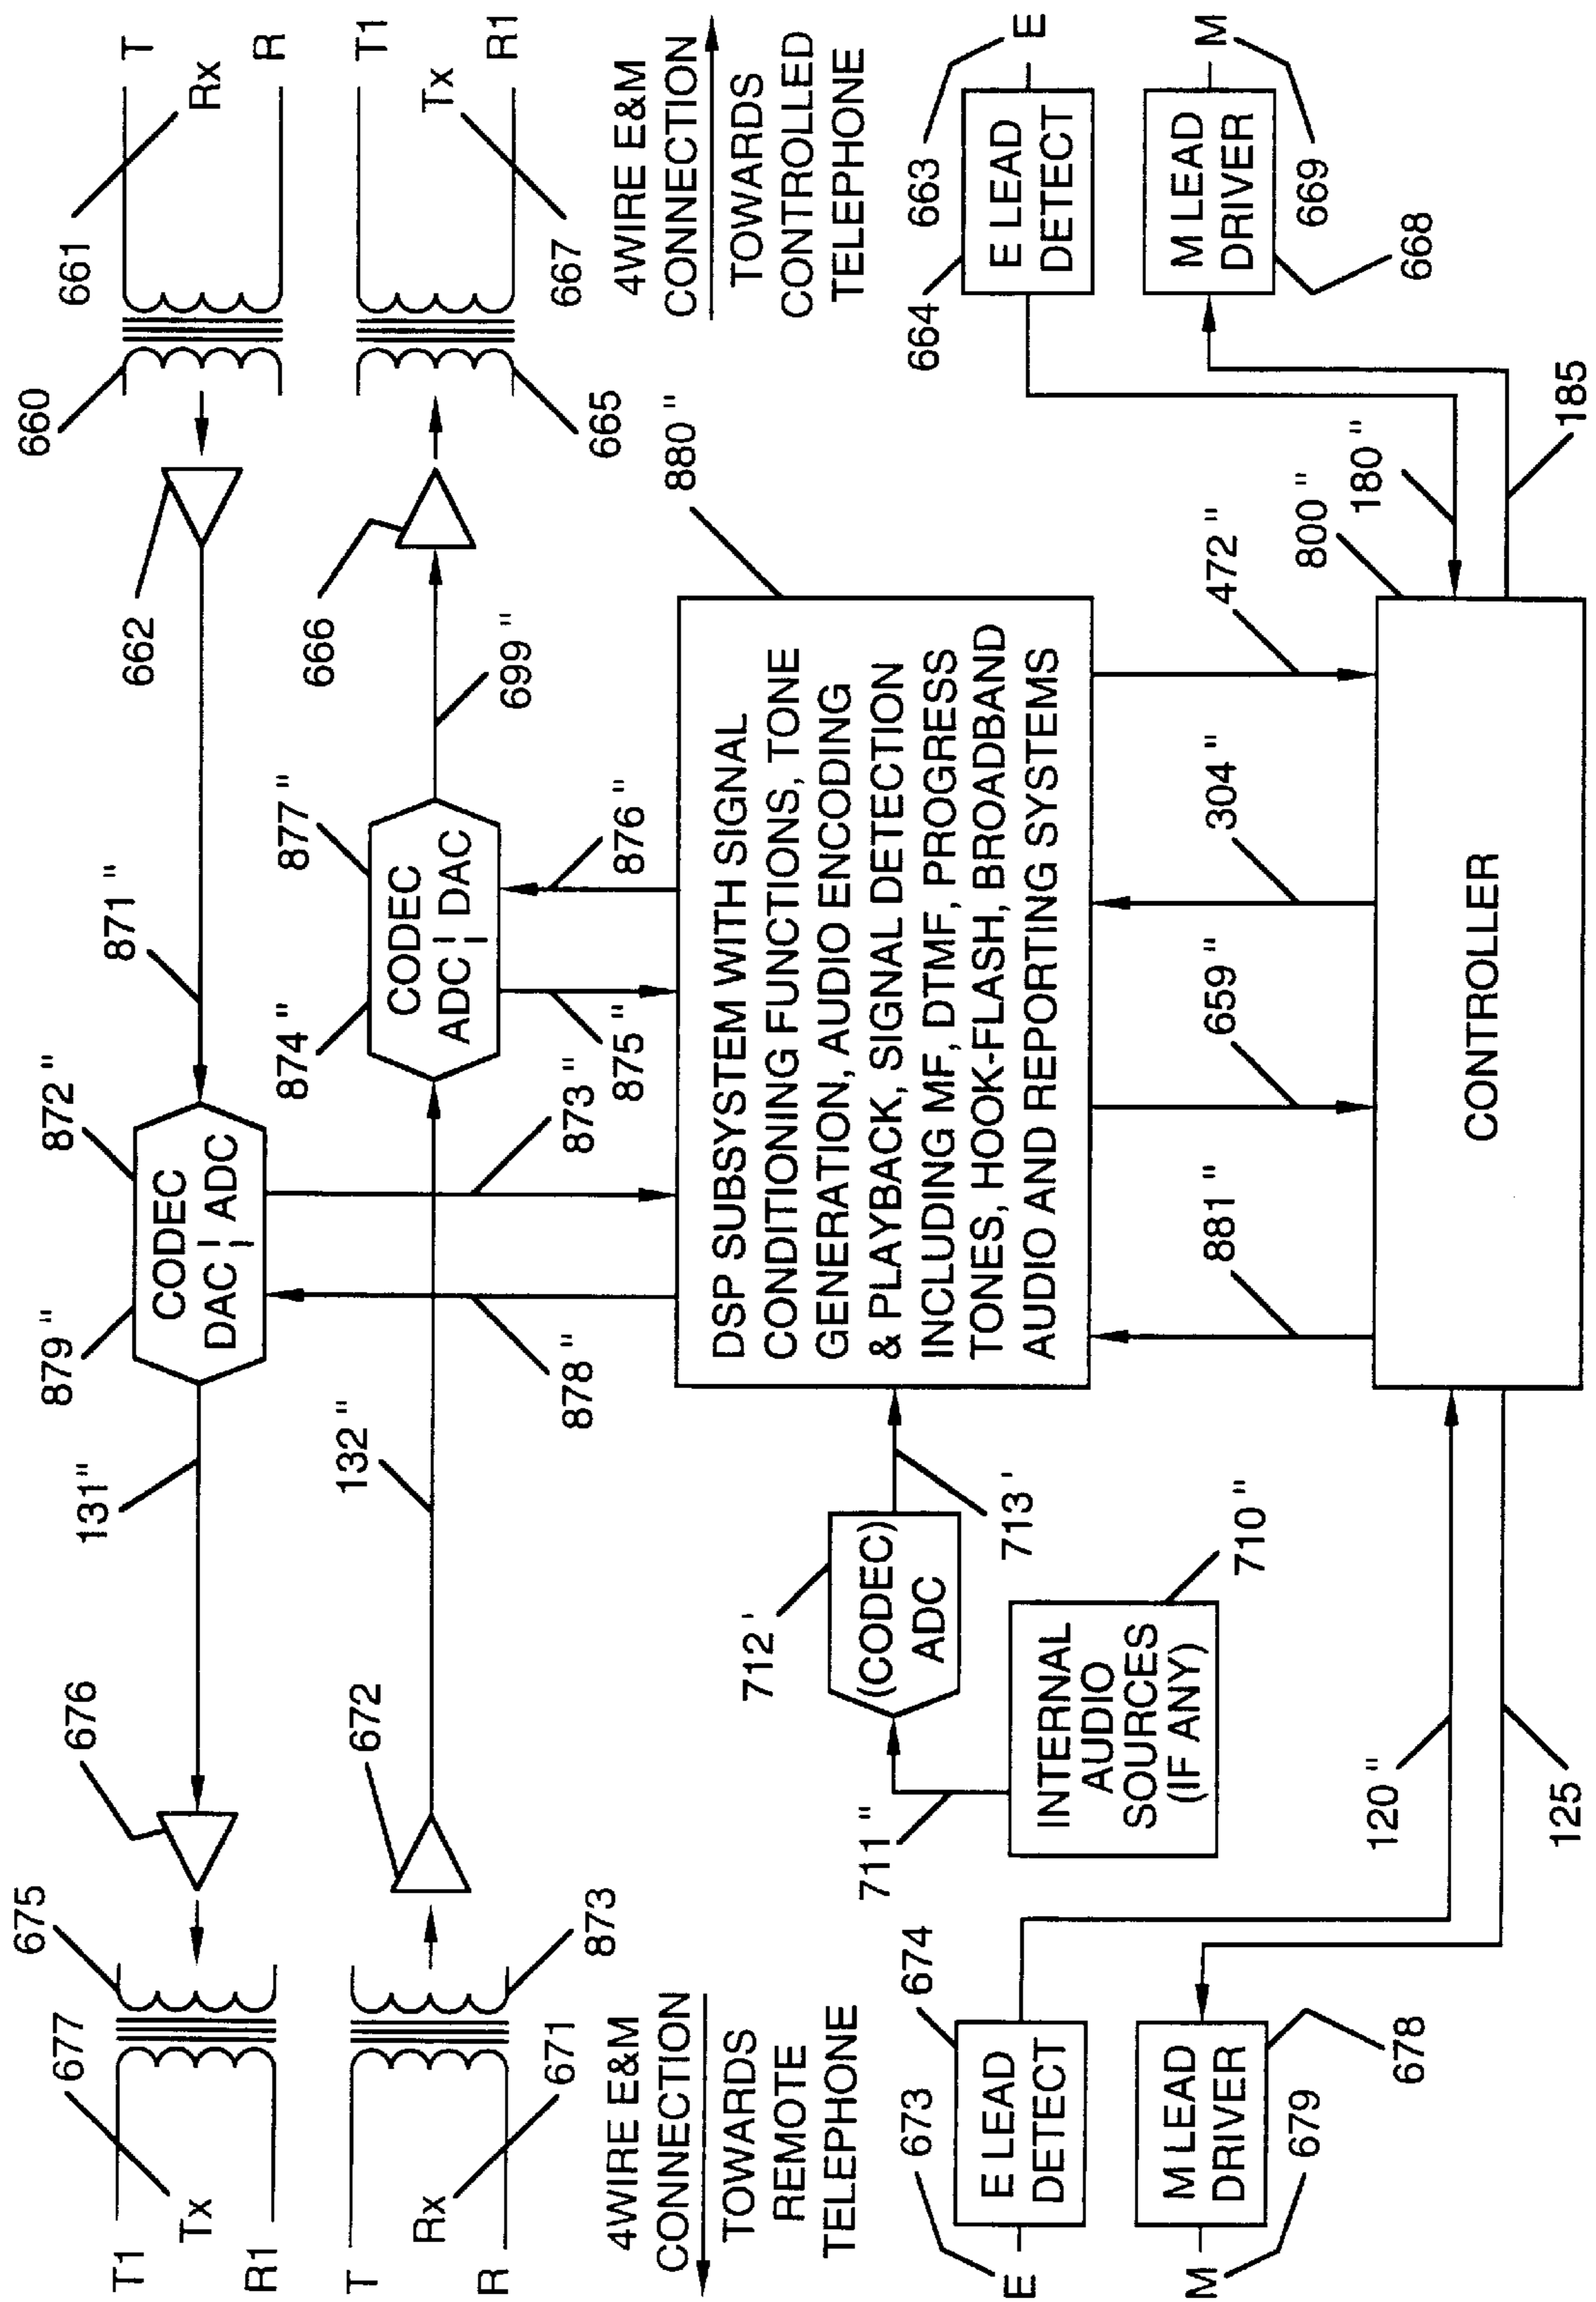 T1
Tx
R1
677
675
676
131"
879"
872"
CODEC
DAC ¦ ADC
871"
662
660
661
T
Rx
R
T
Rx
R
671
873
672
132"
878"
873"
874"
877"
CODEC
ADC ¦ DAC
875"
876"
699"
666
665
667
T1
Tx
R1
4WIRE E&M
CONNECTION
TOWARDS
REMOTE
TELEPHONE
4WIRE E&M
CONNECTION
TOWARDS
CONTROLLED
TELEPHONE
880"
DSP SUBSYSTEM WITH SIGNAL
CONDITIONING FUNCTIONS, TONE
GENERATION, AUDIO ENCODING
& PLAYBACK, SIGNAL DETECTION
INCLUDING MF, DTMF, PROGRESS
TONES, HOOK-FLASH, BROADBAND
AUDIO AND REPORTING SYSTEMS
712'
(CODEC)
ADC
713'
711"
INTERNAL
AUDIO
SOURCES
(IF ANY)
710"
673
674
E
E LEAD
DETECT
M
M LEAD
DRIVER
679
678
664
663
E LEAD
DETECT
E
M LEAD
DRIVER
M
669
668
881"
659"
304"
472"
800"
180"
185
120"
125
CONTROLLER